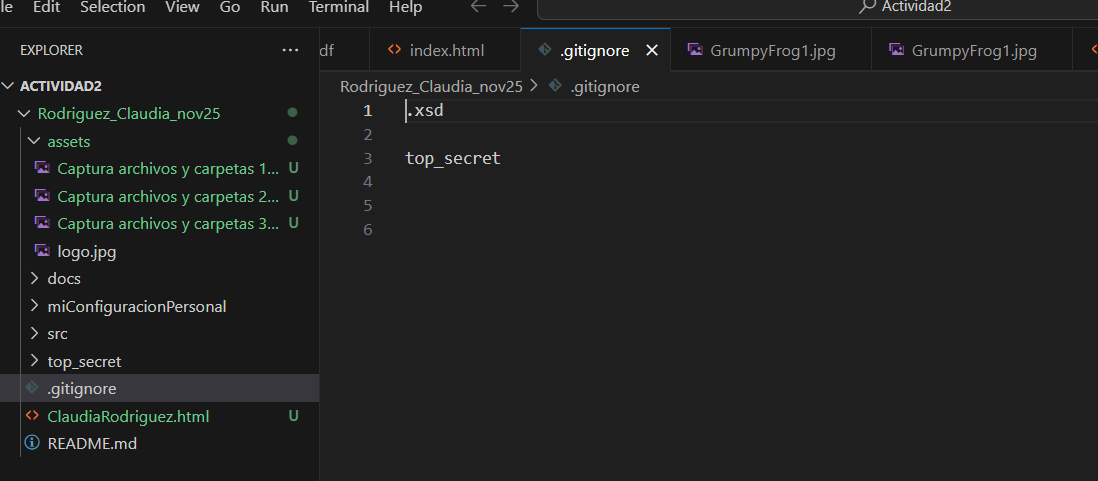 le Edit Selection View Go Run Terminal Help Actividad2
EXPLORER ...
df index.html .gitignore GrumpyFrog1.jpg GrumpyFrog1.jpg
ACTIVIDAD2
Rodriguez_Claudia_nov25
assets
Captura archivos y carpetas 1... U
Captura archivos y carpetas 2... U
Captura archivos y carpetas 3... U
logo.jpg
docs
miConfiguracionPersonal
src
top_secret
.gitignore
ClaudiaRodriguez.html U
README.md
Rodriguez_Claudia_nov25 > .gitignore
1 .xsd
2
3 top_secret
4
5
6